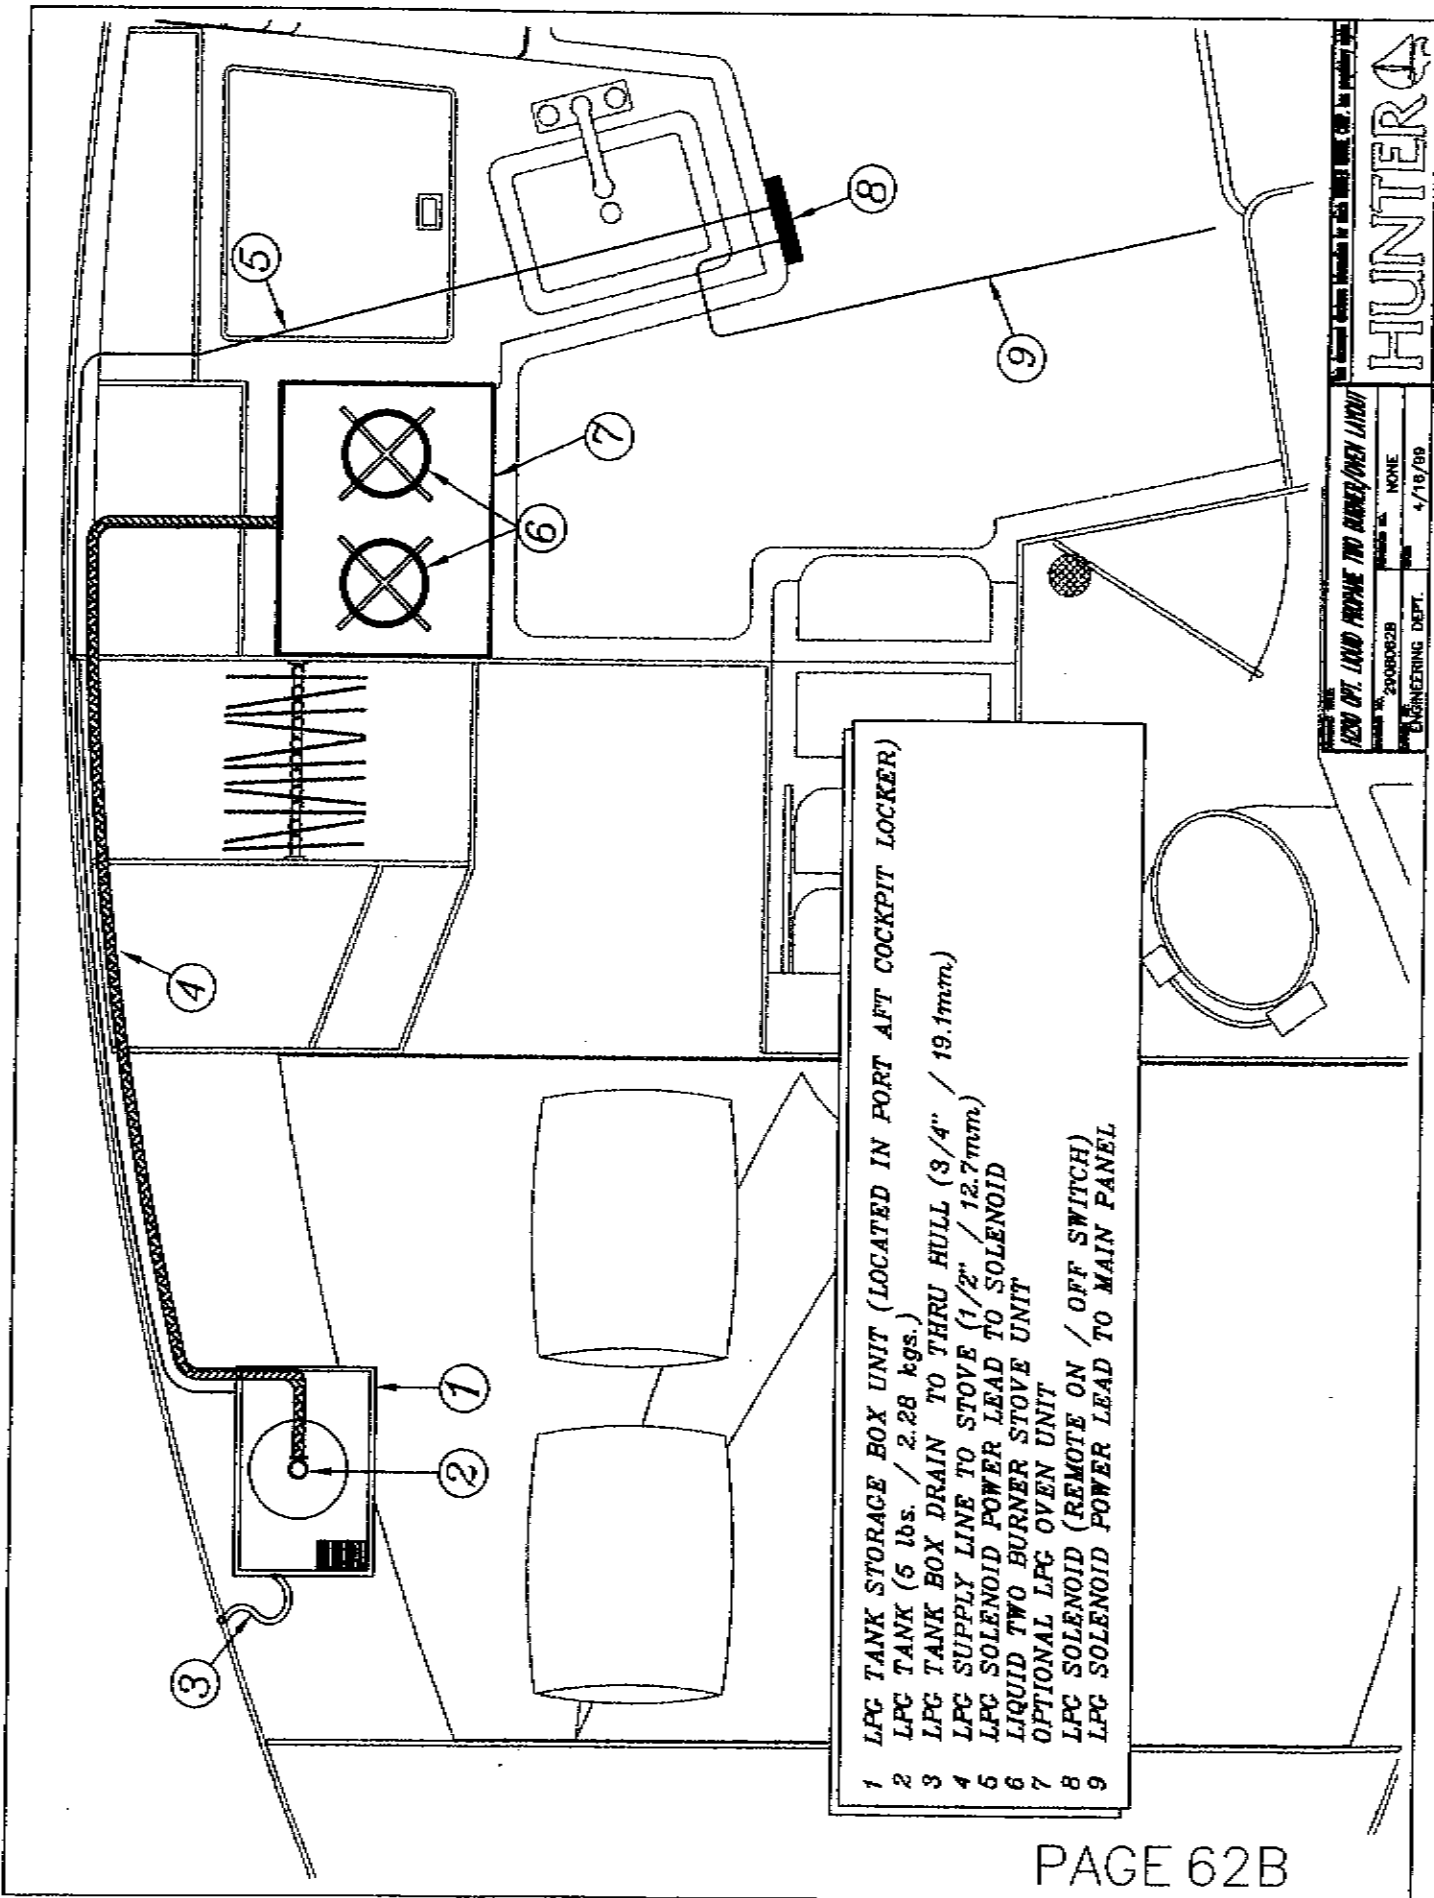 1 LPG TANK STORAGE BOX UNIT (LOCATED IN PORT AFT COCKPIT LOCKER)
2 LPG TANK (5 lbs. / 2.28 kgs.)
3 LPG TANK BOX DRAIN TO THRU HULL (3/4" / 19.1mm)
4 LPG SUPPLY LINE TO STOVE (1/2" / 12.7mm)
5 LPG SOLENOID POWER LEAD TO SOLENOID
6 LIQUID TWO BURNER STOVE UNIT
7 OPTIONAL LPG OVEN UNIT
8 LPG SOLENOID (REMOTE ON / OFF SWITCH)
9 LPG SOLENOID POWER LEAD TO MAIN PANEL
1
2
3
4
5
6
7
8
9
H290 OPT. LIQUID PROPANE TWO BURNER/OVEN LAYOUT
2908062B
NONE
ENGINEERING DEPT.
4/16/99
HUNTER
PAGE 62B